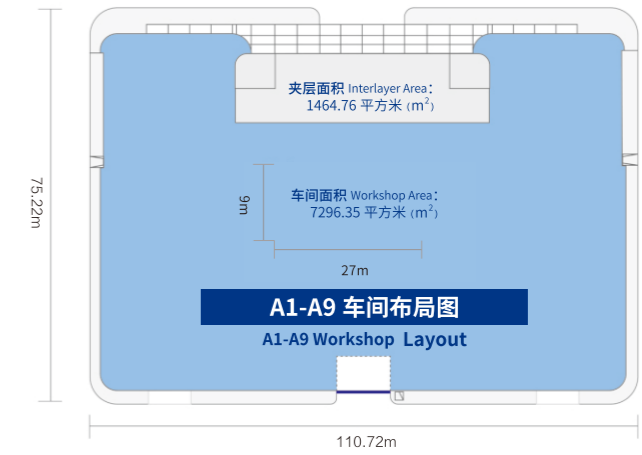 夹层面积 Interlayer Area：
1464.76 平方米 (m²)
75.22m
9m
车间面积 Workshop Area：
7296.35 平方米 (m²)
27m
A1-A9 车间布局图
A1-A9 Workshop Layout
110.72m